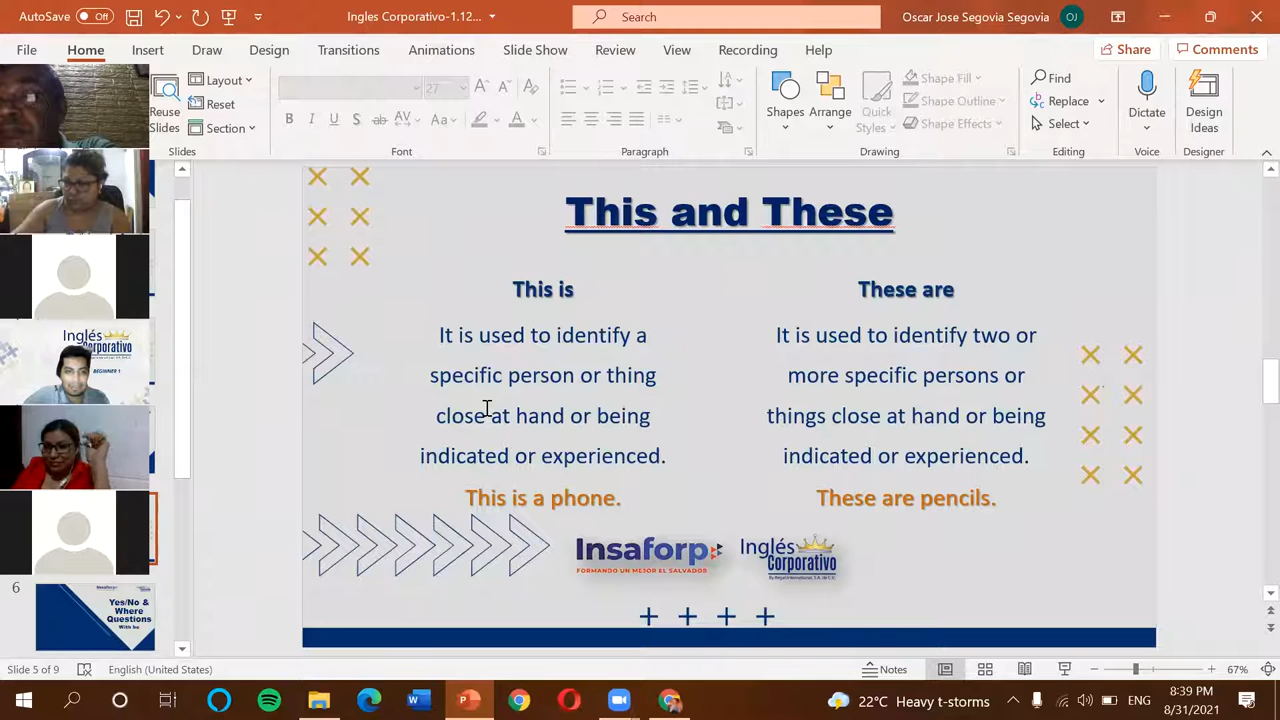 AutoSave Off
Ingles Corporativo-1.12...
Search
Oscar Jose Segovia Segovia OJ
File Home Insert Draw Design Transitions Animations Slide Show Review View Recording Help
Share Comments
Reuse Slides
Layout
Reset
Section
27
Shapes
Arrange
Quick Styles
Shape Fill
Shape Outline
Shape Effects
Find
Replace
Select
Dictate
Design Ideas
Slides Font Paragraph Drawing Editing Voice Designer
This and These
This is
It is used to identify a
specific person or thing
close at hand or being
indicated or experienced.
This is a phone.
These are
It is used to identify two or
more specific persons or
things close at hand or being
indicated or experienced.
These are pencils.
Insaforp
FORMANDO UN MEJOR EL SALVADOR
Inglés
Corporativo
By Regal International, S.A. de C.V.
Inglés
Corporativo
BEGINNER 1
6
Yes/No &
Where
Questions
With be
Slide 5 of 9
English (United States)
Notes
67%
22°C Heavy t-storms
ENG
8:39 PM
8/31/2021